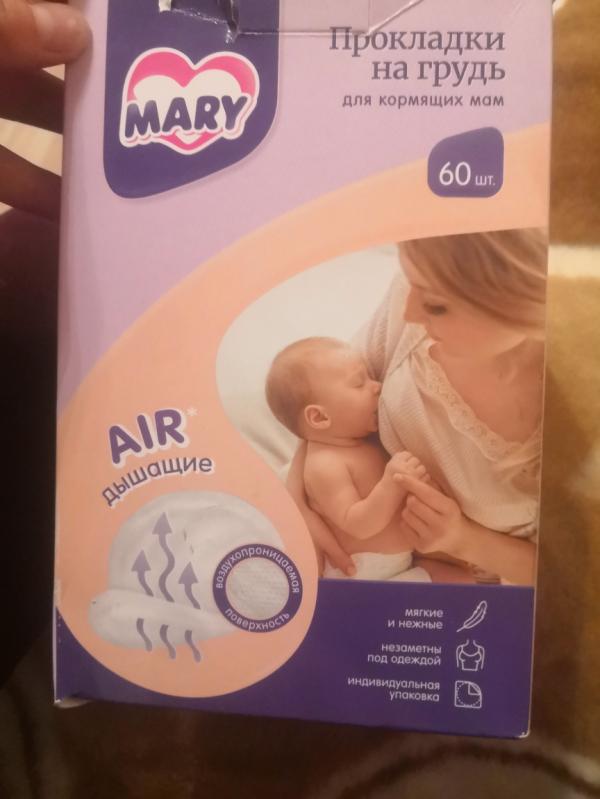 MARY
Прокладки
на грудь
для кормящих мам
60 шт.
AIR*
дышащие
воздухопроницаемая
поверхность
мягкие
и нежные
незаметны
под одеждой
индивидуальная
упаковка